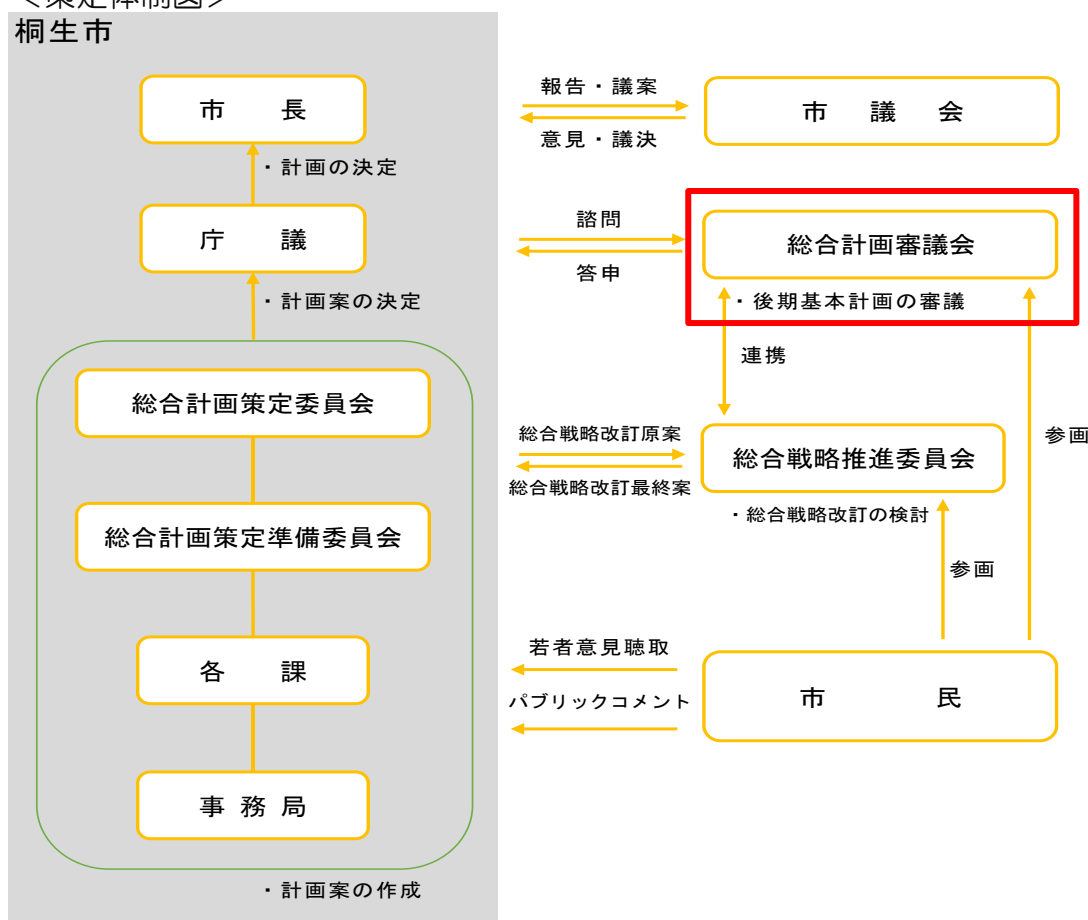 ＜策定体制図＞
桐生市
市長
・計画の決定
庁議
・計画案の決定
総合計画策定委員会
総合計画策定準備委員会
各課
事務局
・計画案の作成
報告・議案
意見・議決
市議会
諮問
答申
総合計画審議会
・後期基本計画の審議
連携
総合戦略改訂原案
総合戦略改訂最終案
総合戦略推進委員会
・総合戦略改訂の検討
参画
参画
若者意見聴取
パブリックコメント
市民